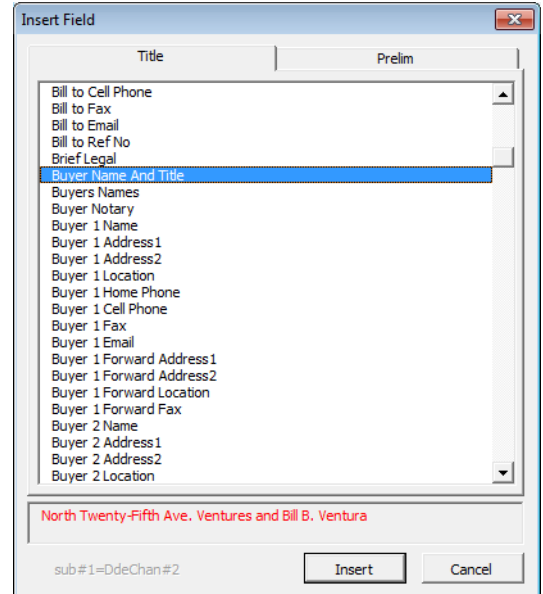 Insert Field
Title
Prelim
Bill to Cell Phone
Bill to Fax
Bill to Email
Bill to Ref No
Brief Legal
Buyer Name And Title
Buyers Names
Buyer Notary
Buyer 1 Name
Buyer 1 Address1
Buyer 1 Address2
Buyer 1 Location
Buyer 1 Home Phone
Buyer 1 Cell Phone
Buyer 1 Fax
Buyer 1 Email
Buyer 1 Forward Address1
Buyer 1 Forward Address2
Buyer 1 Forward Location
Buyer 1 Forward Fax
Buyer 2 Name
Buyer 2 Address1
Buyer 2 Address2
Buyer 2 Location
North Twenty-Fifth Ave. Ventures and Bill B. Ventura
sub#1=DdeChan#2
Insert
Cancel